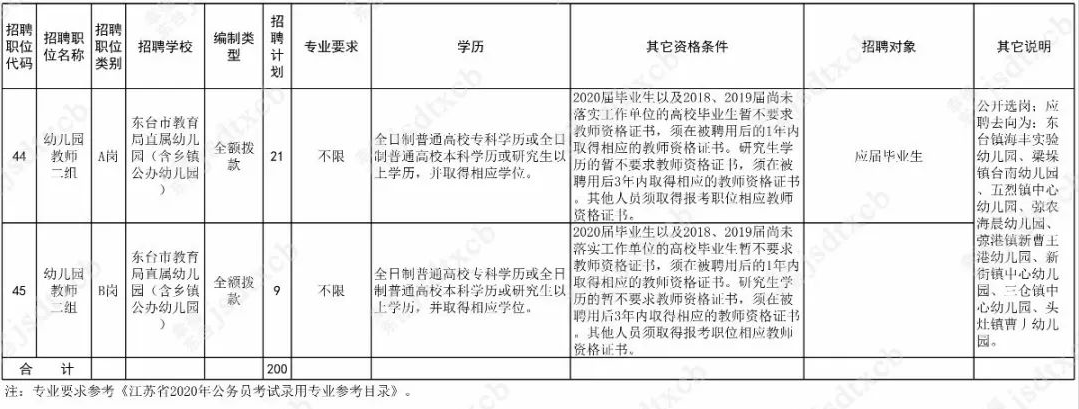 招聘
职位
代码
招聘职
位名称
招聘
职位
类别
招聘学校
编制类
型
招
聘
计
划
专业要求
学历
其它资格条件
招聘对象
其它说明
44
幼儿园
教师
二组
A岗
东台市教育
局直属幼儿
园（含乡镇
公办幼儿园
）
全额拨
款
21
不限
全日制普通高校专科学历或全日
制普通高校本科学历或研究生以
上学历，并取得相应学位。
2020届毕业生以及2018、2019届尚未
落实工作单位的高校毕业生暂不要求
教师资格证书，须在被聘用后的1年内
取得相应的教师资格证书。研究生学
历的暂不要求教师资格证书，须在被
聘用后3年内取得相应的教师资格证书
。其他人员须取得报考职位相应教师
资格证书。
应届毕业生
公开选岗；应
聘去向为：东
台镇海丰实验
幼儿园、梁垛
镇台南幼儿园
、五烈镇中心
幼儿园、弶农
海晨幼儿园、
弶港镇新曹王
港幼儿园、新
街镇中心幼儿
园、三仓镇中
心幼儿园、头
灶镇曹丿幼儿
园。
45
幼儿园
教师
二组
B岗
东台市教育
局直属幼儿
园（含乡镇
公办幼儿园
）
全额拨
款
9
不限
全日制普通高校专科学历或全日
制普通高校本科学历或研究生以
上学历，并取得相应学位。
2020届毕业生以及2018、2019届尚未
落实工作单位的高校毕业生暂不要求
教师资格证书，须在被聘用后的1年内
取得相应的教师资格证书。研究生学
历的暂不要求教师资格证书，须在被
聘用后3年内取得相应的教师资格证书
。其他人员须取得报考职位相应教师
资格证书。
合 计
200
注：专业要求参考《江苏省2020年公务员考试录用专业参考目录》。
jsdtxcb